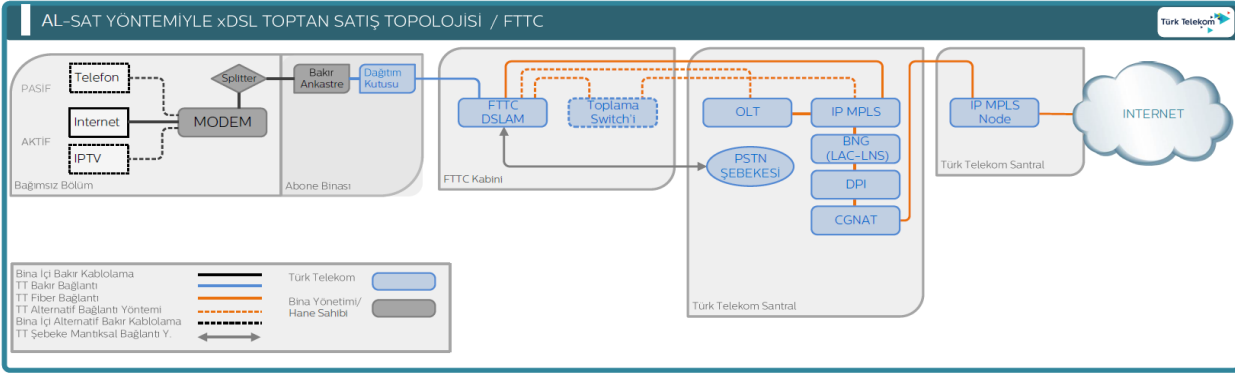 AL-SAT YÖNTEMİYLE xDSL TOPTAN SATIŞ TOPOLOJİSİ / FTTC
Türk Telekom
PASİF
AKTİF
Telefon
Internet
IPTV
MODEM
Splitter
Bağımsız Bölüm
Bakır
Ankastre
Dağıtım
Kutusu
Abone Binası
FTTC
DSLAM
Toplama
Switch'i
FTTC Kabini
OLT
IP MPLS
BNG
(LAC-LNS)
DPI
CGNAT
PSTN
ŞEBEKESİ
Türk Telekom Santral
IP MPLS
Node
Türk Telekom Santral
INTERNET
Bina İçi Bakır Kablolama
TT Bakır Bağlantı
TT Fiber Bağlantı
TT Alternatif Bağlantı Yöntemi
Bina İçi Alternatif Bakır Kablolama
TT Şebeke Mantıksal Bağlantı Y.
Türk Telekom
Bina Yönetimi/
Hane Sahibi